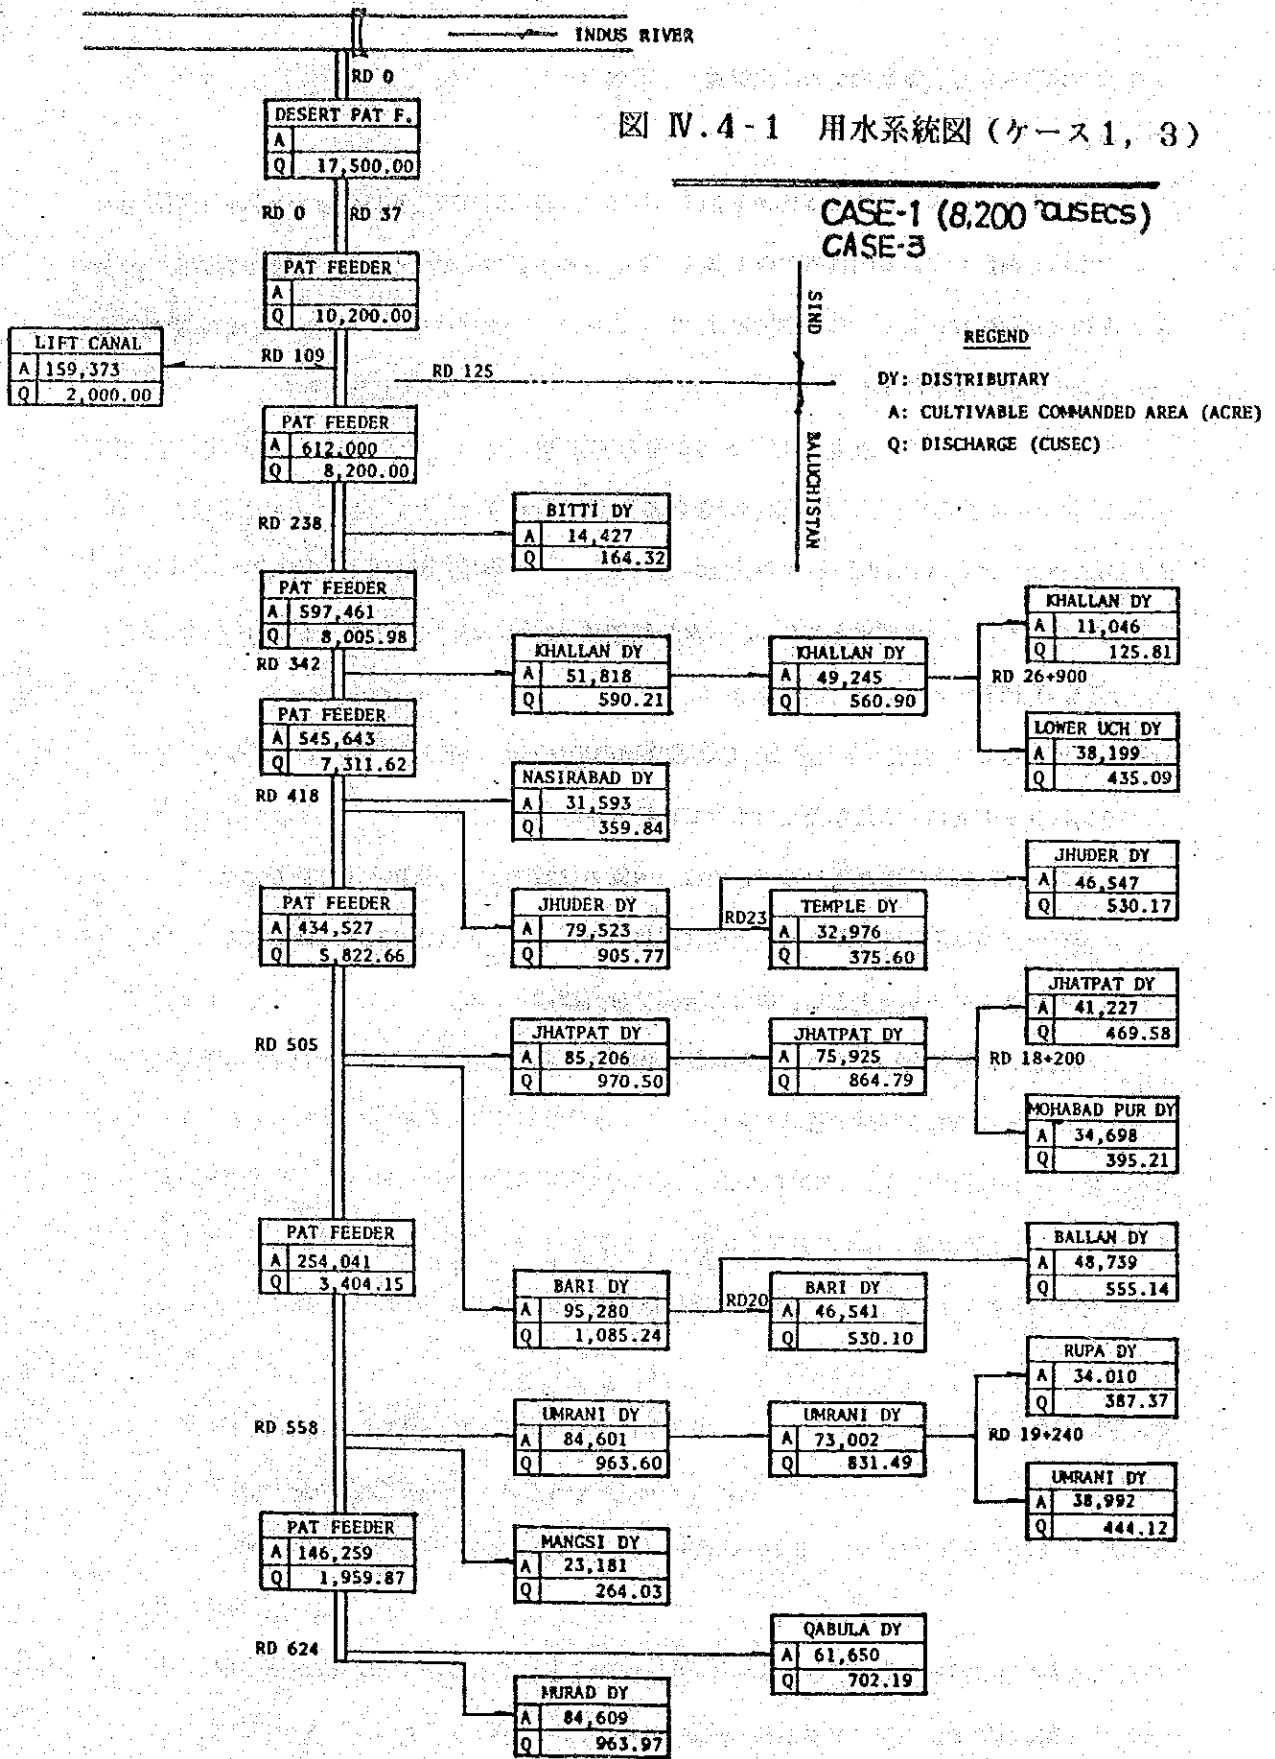 INDUS RIVER
RD 0
DESERT PAT F.
A
Q 17,500.00
図 Ⅳ.4-1 用水系統図(ケース1, 3)
CASE-1 (8,200 CUSECS)
CASE-3
RD 0 RD 37
PAT FEEDER
A
Q 10,200.00
LIFT CANAL
A 159,373
Q 2,000.00
RD 109
RD 125
SIND
BALUCHISTAN
REGEND
DY: DISTRIBUTARY
A: CULTIVABLE COMMANDED AREA (ACRE)
Q: DISCHARGE (CUSEC)
PAT FEEDER
A 612,000
Q 8,200.00
RD 238
BITTI DY
A 14,427
Q 164.32
PAT FEEDER
A 597,461
Q 8,005.98
RD 342
KHALLAN DY
A 51,818
Q 590.21
KHALLAN DY
A 49,245
Q 560.90
KHALLAN DY
A 11,046
Q 125.81
RD 26+900
LOWER UCH DY
A 38,199
Q 435.09
PAT FEEDER
A 545,643
Q 7,311.62
RD 418
NASIRABAD DY
A 31,593
Q 359.84
JHUDER DY
A 79,523
Q 905.77
RD23
TEMPLE DY
A 32,976
Q 375.60
JHUDER DY
A 46,547
Q 530.17
PAT FEEDER
A 434,527
Q 5,822.66
RD 505
JHATPAT DY
A 85,206
Q 970.50
JHATPAT DY
A 75,925
Q 864.79
JHATPAT DY
A 41,227
Q 469.58
RD 18+200
MOHABAD PUR DY
A 34,698
Q 395.21
PAT FEEDER
A 254,041
Q 3,404.15
BARI DY
A 95,280
Q 1,085.24
RD20
BARI DY
A 46,541
Q 530.10
BALLAN DY
A 48,739
Q 555.14
RD 558
UMRANI DY
A 84,601
Q 963.60
UMRANI DY
A 73,002
Q 831.49
RUPA DY
A 34.010
Q 387.37
RD 19+240
UMRANI DY
A 38,992
Q 444.12
PAT FEEDER
A 146,259
Q 1,959.87
MANGSI DY
A 23,181
Q 264.03
RD 624
QABULA DY
A 61,650
Q 702.19
MURAD DY
A 84,609
Q 963.97